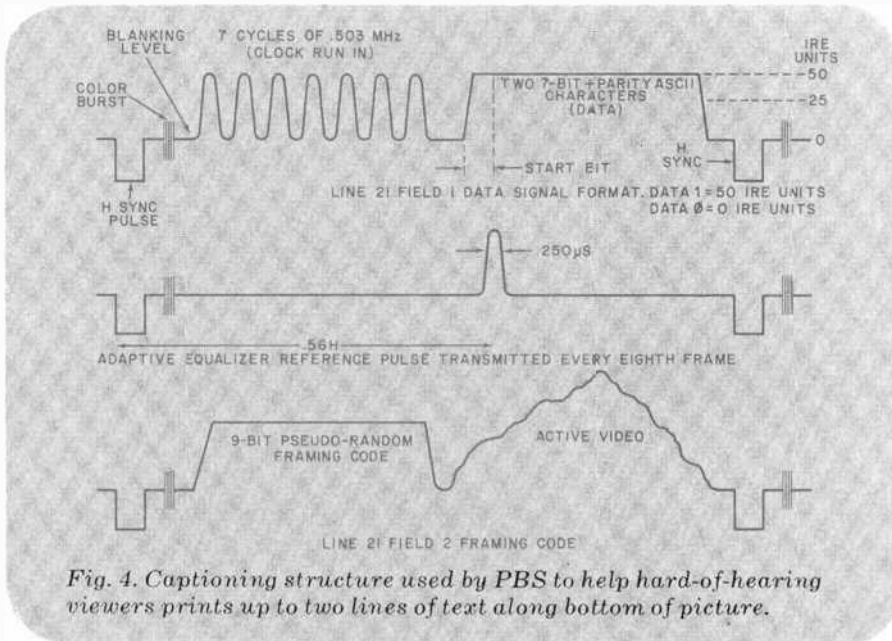 BLANKING
LEVEL
7 CYCLES OF .503 MHz
(CLOCK RUN IN)
IRE
UNITS
COLOR
BURST
50
TWO 7-BIT+PARITY ASCII
CHARACTERS
(DATA)
25
0
H.
SYNC
START BIT
H SYNC
PULSE
LINE 21 FIELD 1 DATA SIGNAL FORMAT. DATA 1=50 IRE UNITS
DATA Ø=0 IRE UNITS
250µS
.56H
ADAPTIVE EQUALIZER REFERENCE PULSE TRANSMITTED EVERY EIGHTH FRAME
9-BIT PSEUDO-RANDOM
FRAMING CODE
ACTIVE VIDEO
LINE 21 FIELD 2 FRAMING CODE
Fig. 4. Captioning structure used by PBS to help hard-of-hearing
viewers prints up to two lines of text along bottom of picture.